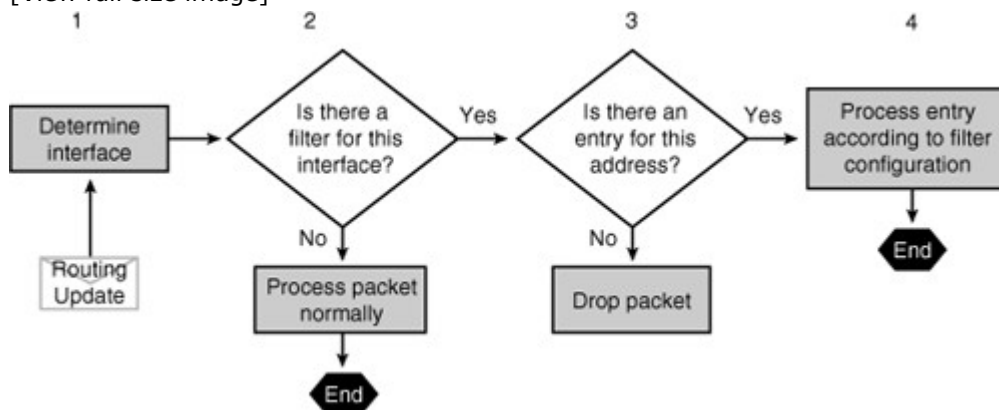 [View full size image]
1
2
3
4
Determine
interface
Is there a
filter for this
interface?
Yes
Is there an
entry for this
address?
Yes
Process entry
according to filter
configuration
No
No
End
Routing
Update
Process packet
normally
Drop packet
End